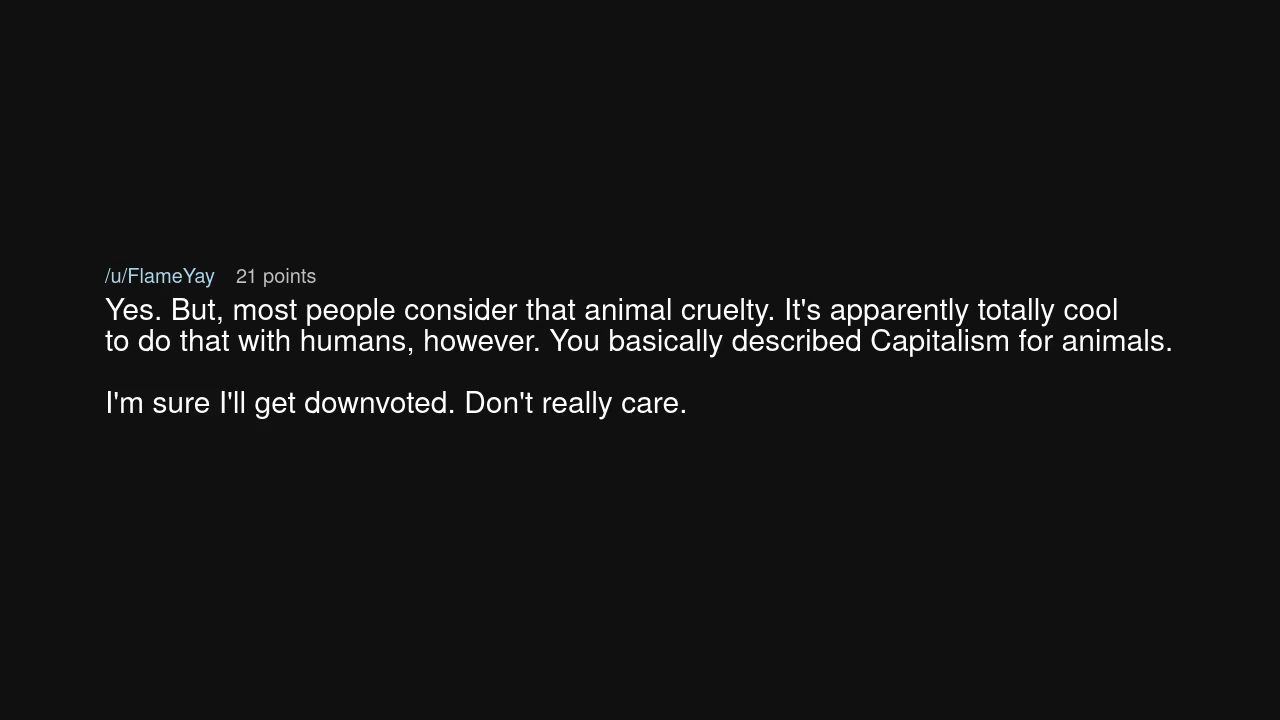 /u/FlameYay 21 points
Yes. But, most people consider that animal cruelty. It's apparently totally cool
to do that with humans, however. You basically described Capitalism for animals.
I'm sure I'll get downvoted. Don't really care.